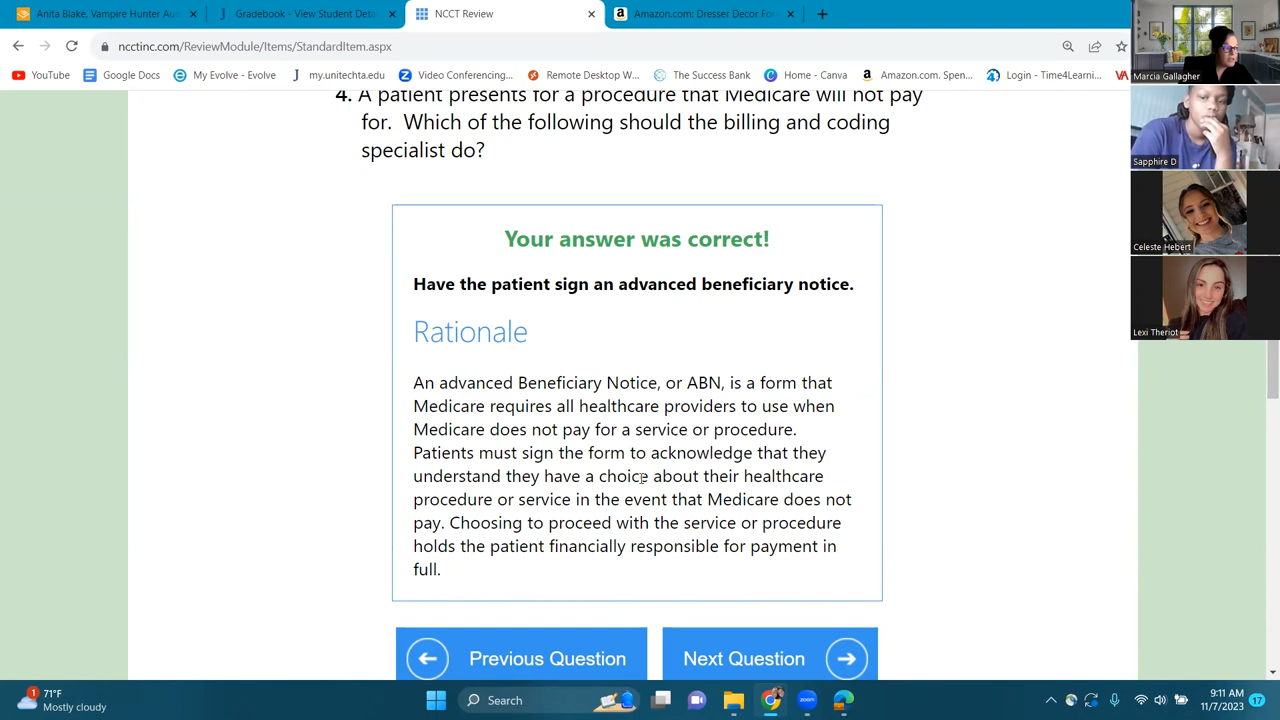 Anita Blake, Vampire Hunter Au
Gradebook - View Student Deta
NCCT Review
Amazon.com: Dresser Decor For
ncctinc.com/ReviewModule/Items/StandardItem.aspx
YouTube
Google Docs
My Evolve - Evolve
my.unitechta.edu
Video Conferencing...
Remote Desktop W...
The Success Bank
Home - Canva
Amazon.com. Spen...
Login - Time4Learni...
VA
Marcia Gallagher
Sapphire D
Celeste Hebert
Lexi Theriot
4. A patient presents for a procedure that Medicare will not pay
for. Which of the following should the billing and coding
specialist do?
Your answer was correct!
Have the patient sign an advanced beneficiary notice.
Rationale
An advanced Beneficiary Notice, or ABN, is a form that
Medicare requires all healthcare providers to use when
Medicare does not pay for a service or procedure.
Patients must sign the form to acknowledge that they
understand they have a choice about their healthcare
procedure or service in the event that Medicare does not
pay. Choosing to proceed with the service or procedure
holds the patient financially responsible for payment in
full.
Previous Question
Next Question
1
71°F
Mostly cloudy
Search
zoom
9:11 AM
11/7/2023
17